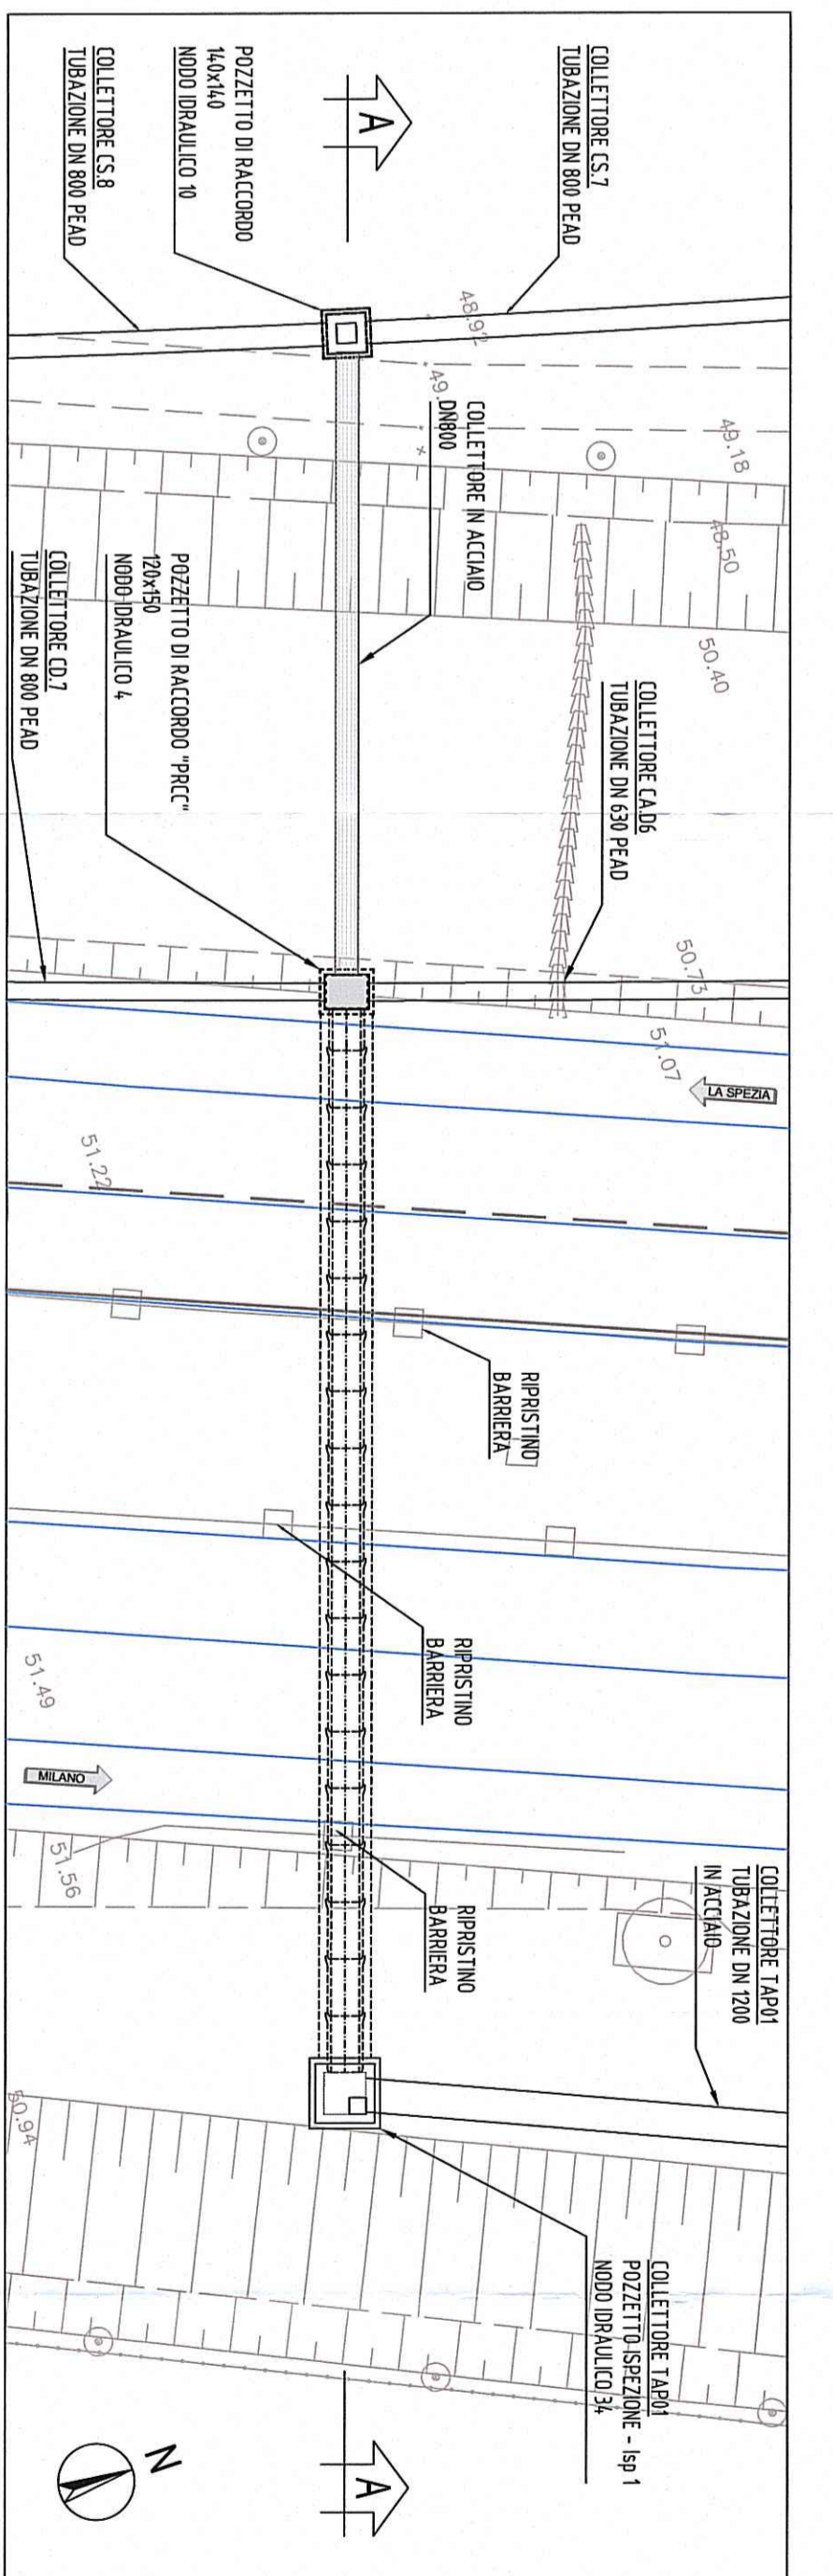 COLLETTORE CS.7
TUBAZIONE DN 800 PEAD
A
POZZETTO DI RACCORDO
140x140
NODO IDRAULICO 10
COLLETTORE CS.8
TUBAZIONE DN 800 PEAD
48.92
49.
49.18
48.50
50.40
COLLETTORE IN ACCIAIO
DN800
POZZETTO DI RACCORDO "PRCC"
120x150
NODO IDRAULICO 4
COLLETTORE CD.7
TUBAZIONE DN 800 PEAD
COLLETTORE CA.D6
TUBAZIONE DN 630 PEAD
50.73
51.07
LA SPEZIA
51.22
RIPRISTINO
BARRIERA
RIPRISTINO
BARRIERA
51.49
MILANO
51.56
RIPRISTINO
BARRIERA
COLLETTORE TAP01
TUBAZIONE DN 1200
IN ACCIAIO
50.94
COLLETTORE TAP01
POZZETTO ISPEZIONE - Isp 1
NODO IDRAULICO 34
A
N